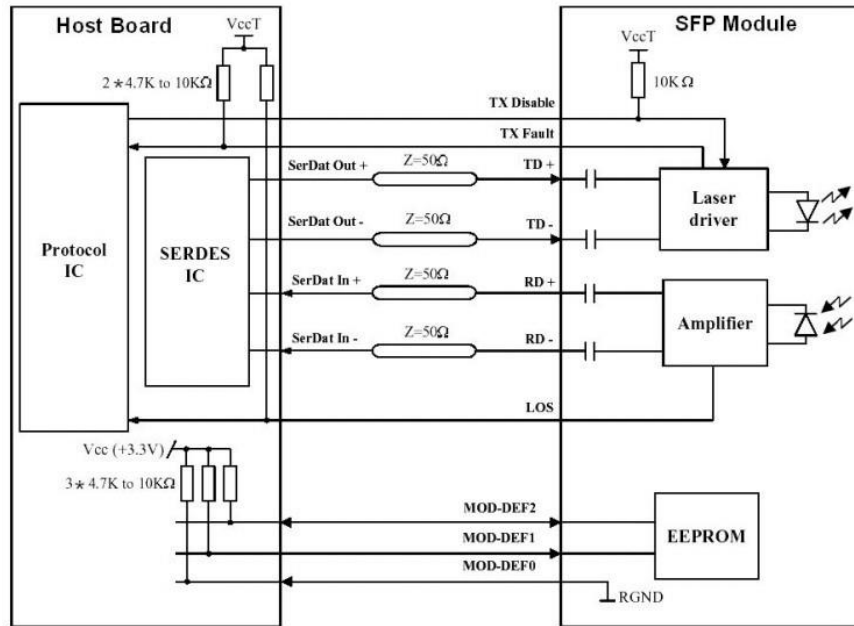 Host Board
SFP Module
VccT
VccT
2*4.7K to 10KΩ
10KΩ
TX Disable
TX Fault
SerDat Out +
Z=50Ω
TD +
Laser
driver
SerDat Out -
Z=50Ω
TD -
Protocol
IC
SERDES
IC
SerDat In +
Z=50Ω
RD +
Amplifier
SerDat In -
Z=50Ω
RD -
LOS
Vcc (+3.3V)
3*4.7K to 10KΩ
MOD-DEF2
MOD-DEF1
MOD-DEF0
EEPROM
RGND